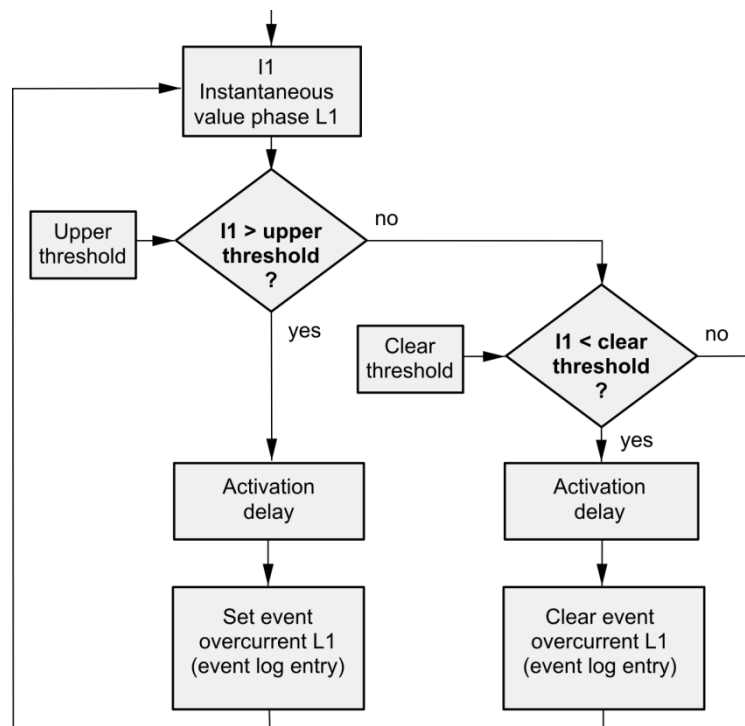 I1
Instantaneous
value phase L1
Upper
threshold
I1 > upper
threshold
?
no
yes
Clear
threshold
I1 < clear
threshold
?
no
yes
Activation
delay
Activation
delay
Set event
overcurrent L1
(event log entry)
Clear event
overcurrent L1
(event log entry)